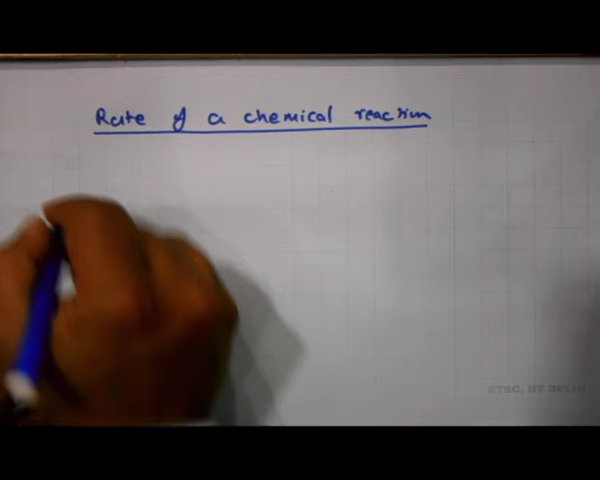 Rate of a chemical reaction
ETSC, IIT DELHI